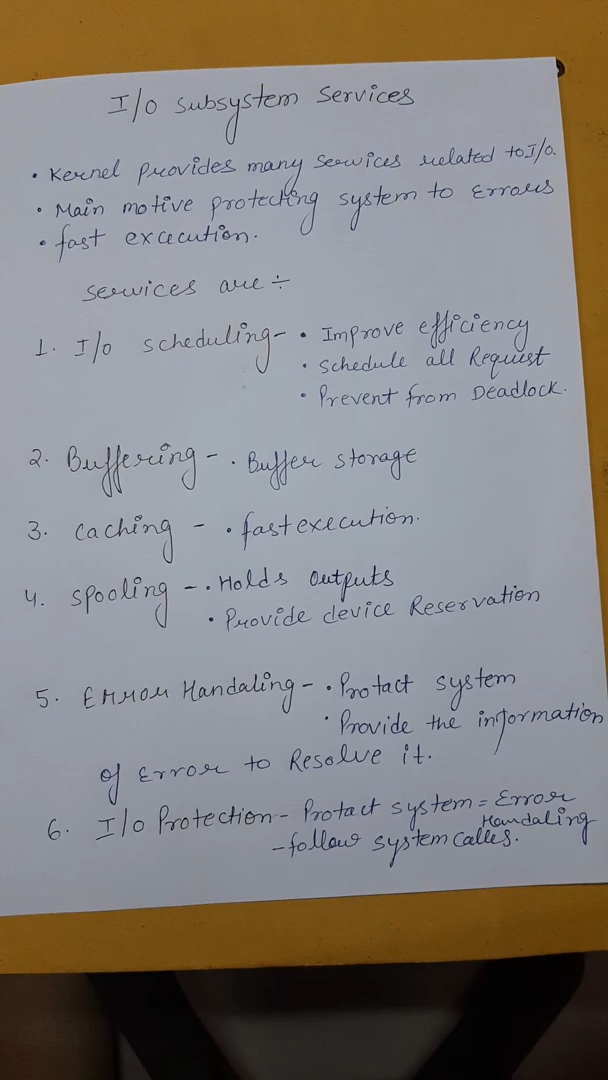 I/O Subsystem Services
• Kernel provides many services related to I/O.
• Main motive protecting system to Errors
• fast excecution.
Services are ÷
1. I/O scheduling - • Improve efficiency
• Schedule all Request
• Prevent from Deadlock.
2. Buffering - • Buffer storage
3. caching - • fast execution.
4. Spooling - • Holds outputs
• Provide device Reservation
5. Error Handaling - • Protact system
• Provide the information
of Error to Resolve it.
6. I/O Protection - Protact system = Error
Handaling
- follow system calles.